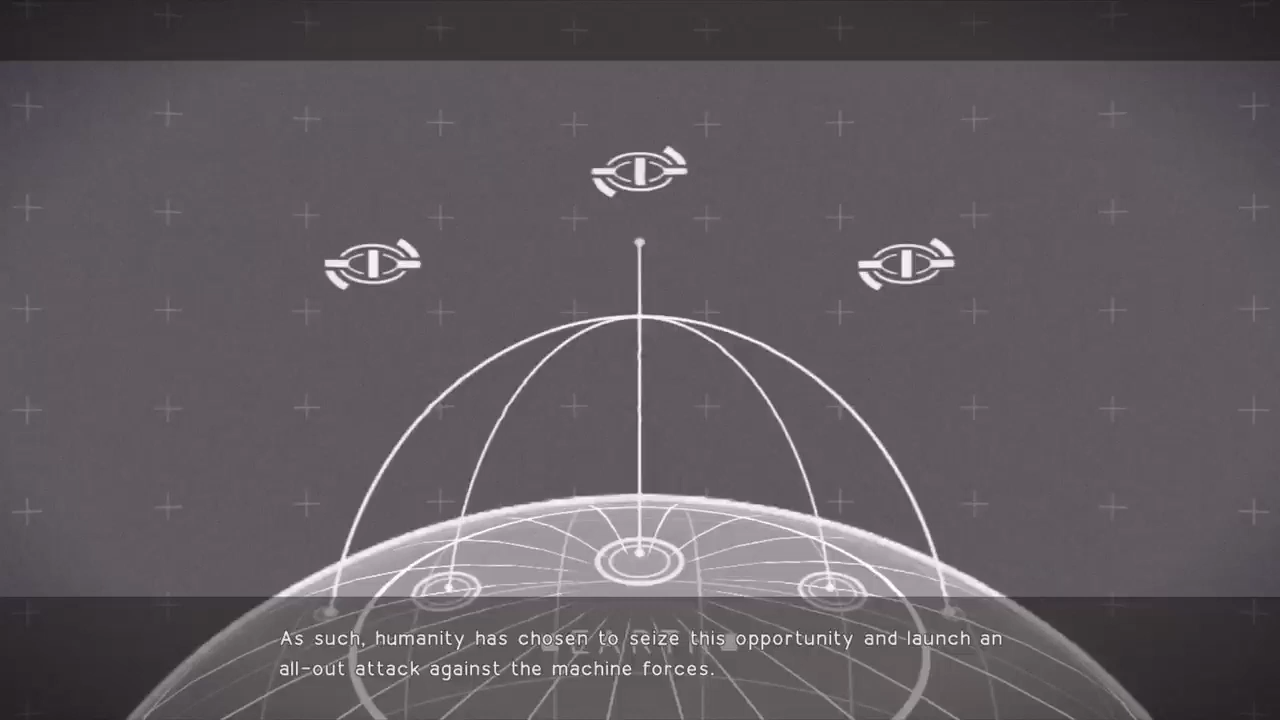 EARTH
As such, humanity has chosen to seize this opportunity and launch an
all-out attack against the machine forces.